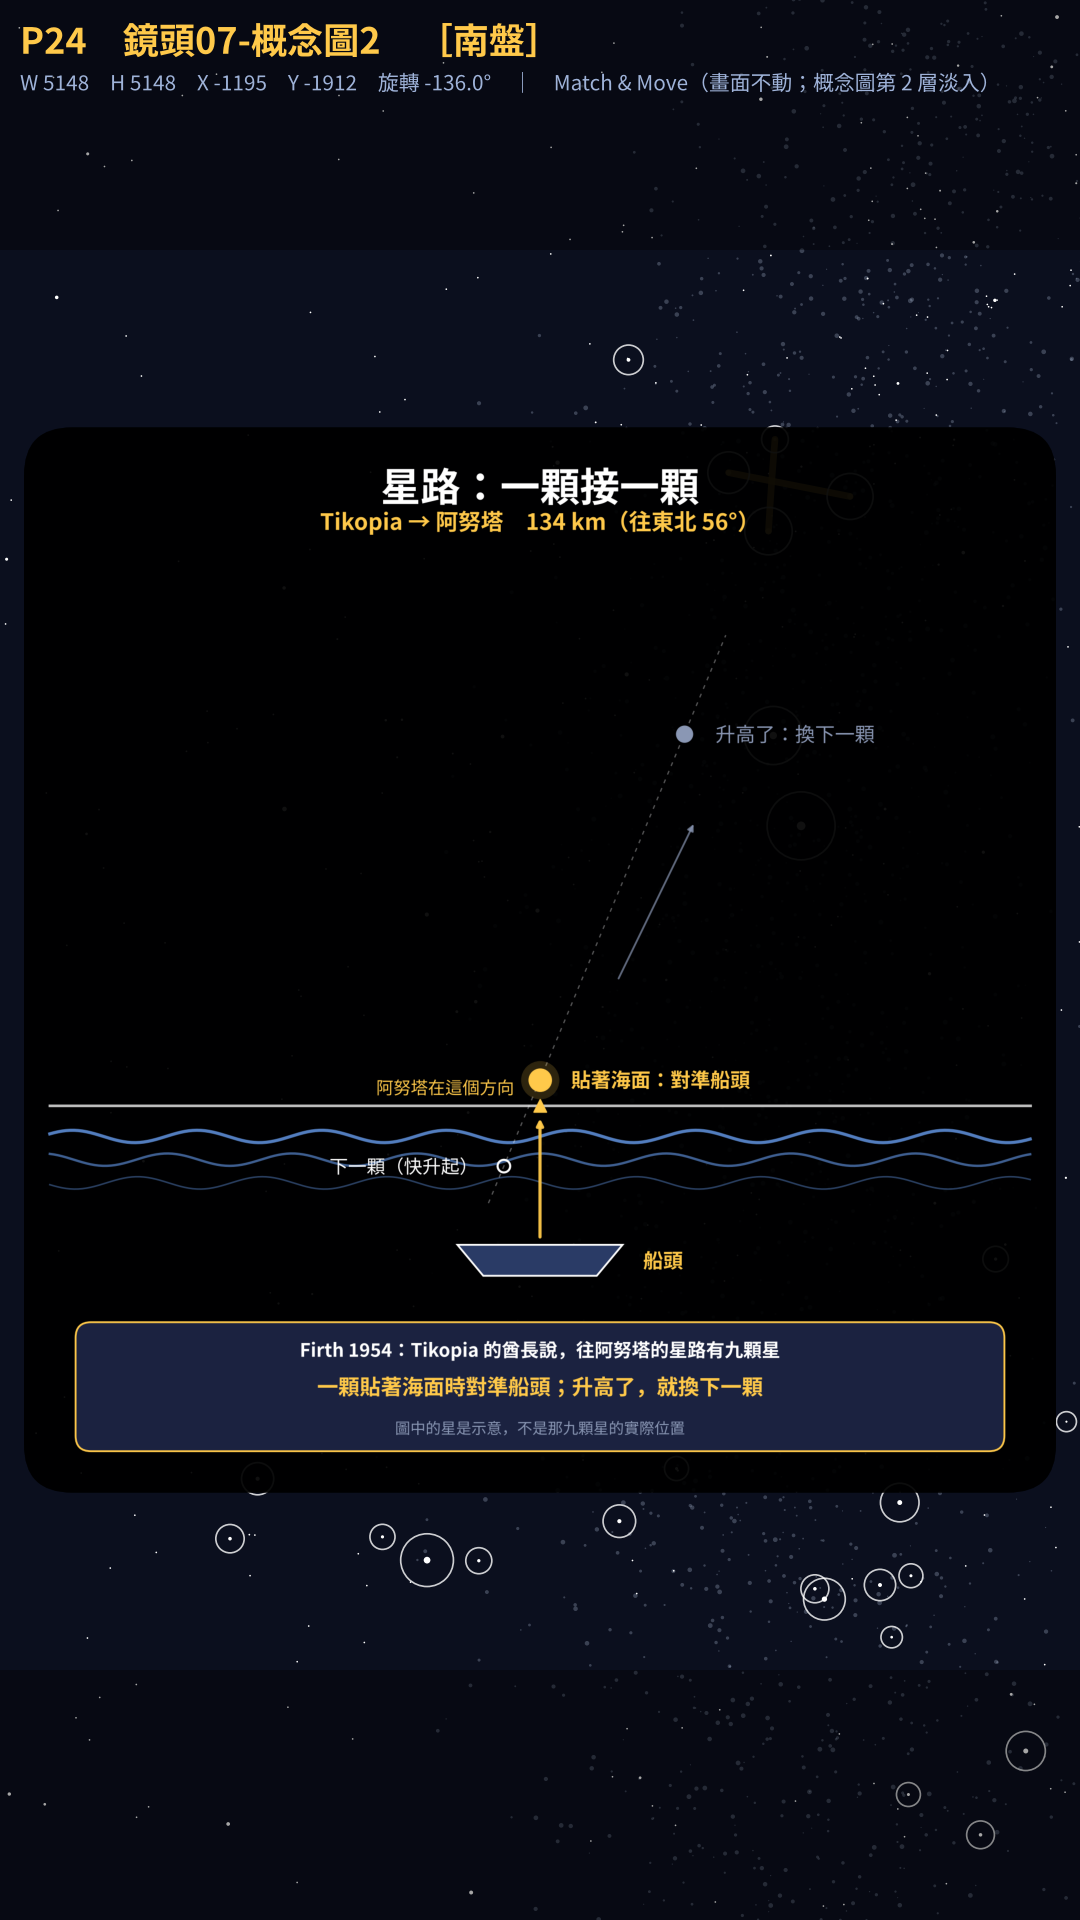 P24 鏡頭07-概念圖2 ［南盤］
W 5148 H 5148 X -1195 Y -1912 旋轉 -136.0° ｜ Match & Move（畫面不動；概念圖第 2 層淡入）
星路：一顆接一顆
Tikopia → 阿努塔 134 km（往東北 56°）
升高了：換下一顆
貼著海面：對準船頭
阿努塔在這個方向
下一顆（快升起）
船頭
Firth 1954：Tikopia 的酋長說，往阿努塔的星路有九顆星
一顆貼著海面時對準船頭；升高了，就換下一顆
圖中的星是示意，不是那九顆星的實際位置